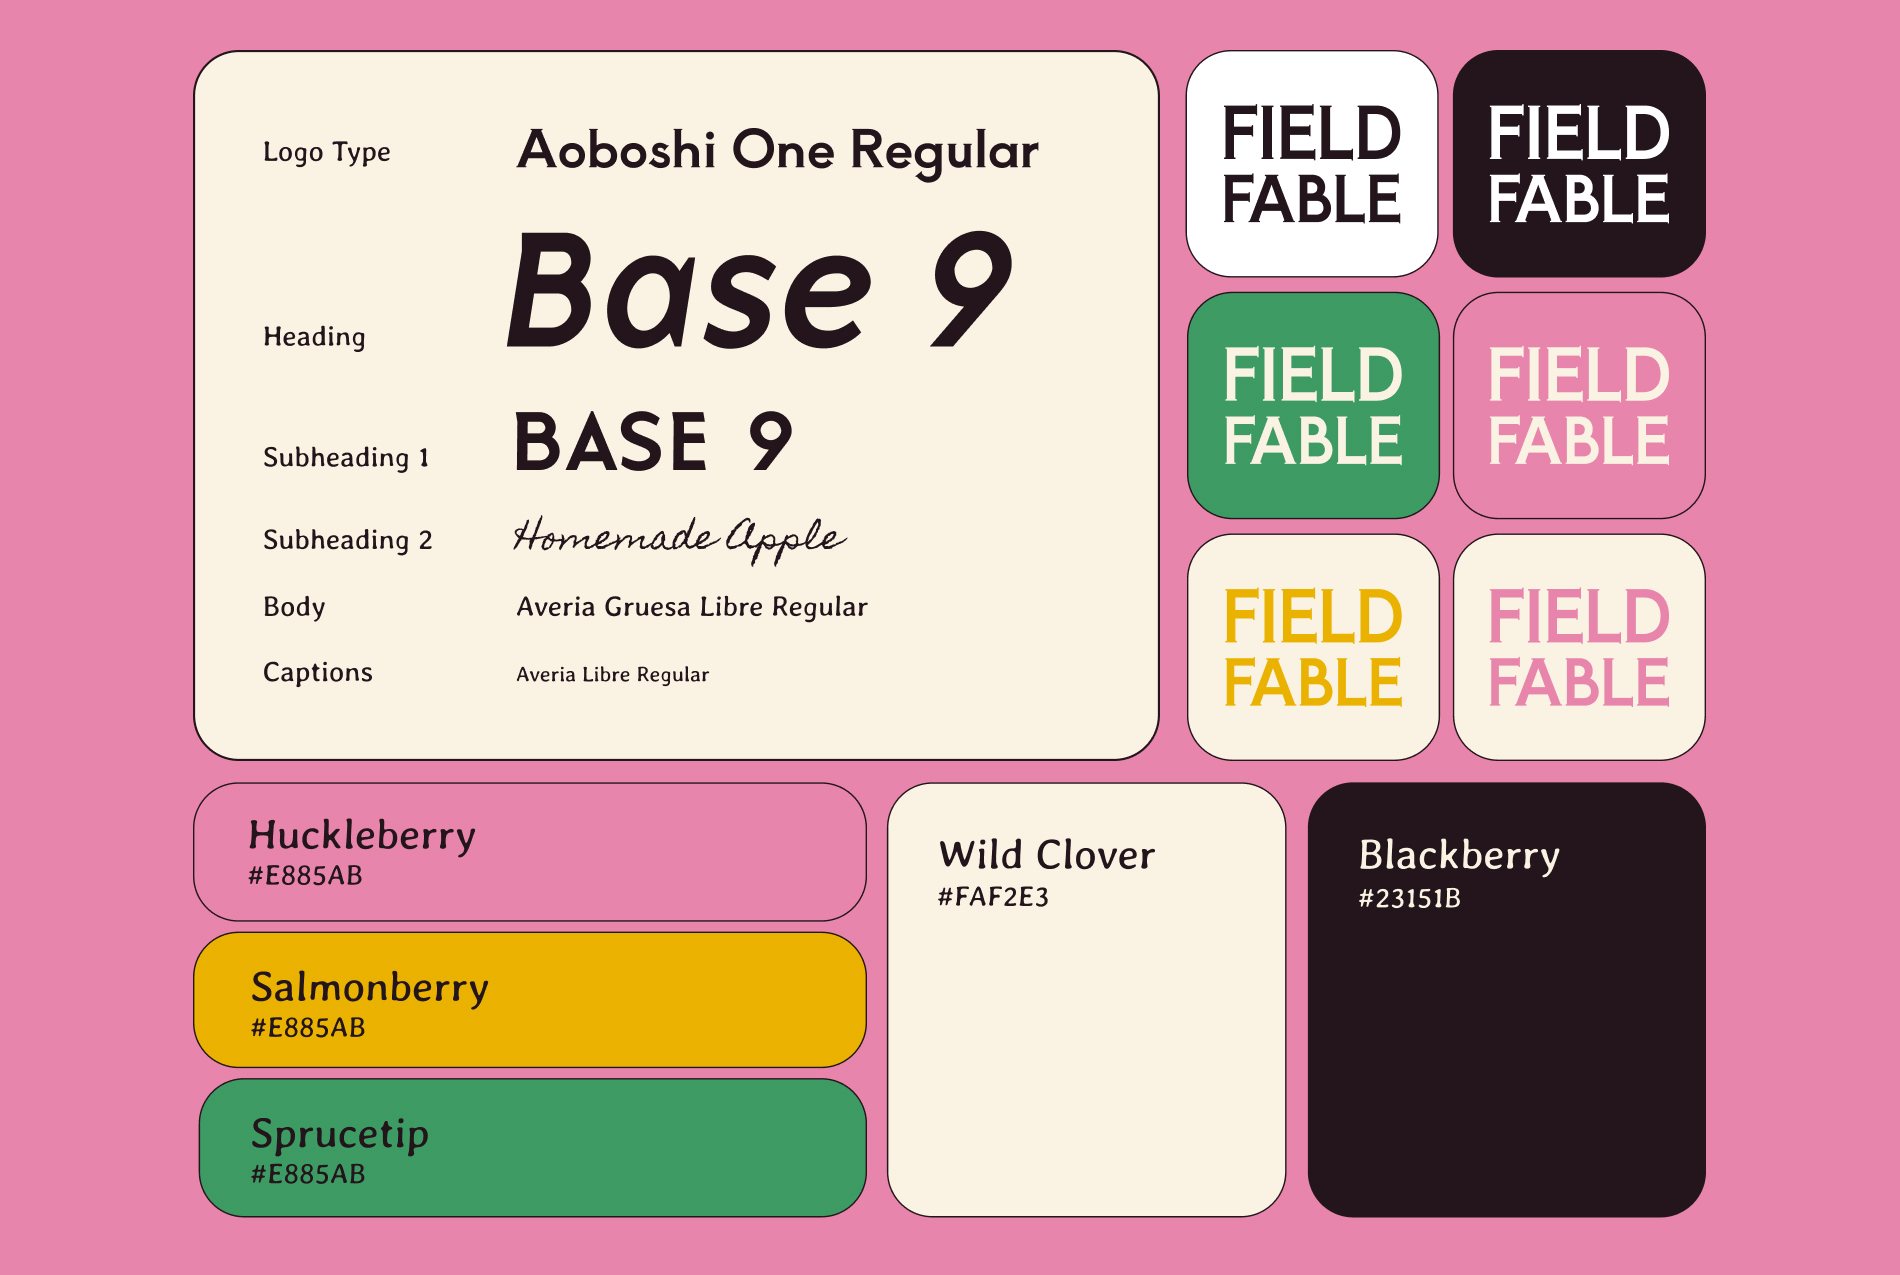 Logo Type
Aoboshi One Regular
Heading
Base 9
Subheading 1
BASE 9
Subheading 2
Homemade Apple
Body
Averia Gruesa Libre Regular
Captions
Averia Libre Regular
FIELD
FABLE
FIELD
FABLE
FIELD
FABLE
FIELD
FABLE
FIELD
FABLE
FIELD
FABLE
Huckleberry
#E885AB
Salmonberry
#E885AB
Sprucetip
#E885AB
Wild Clover
#FAF2E3
Blackberry
#23151B